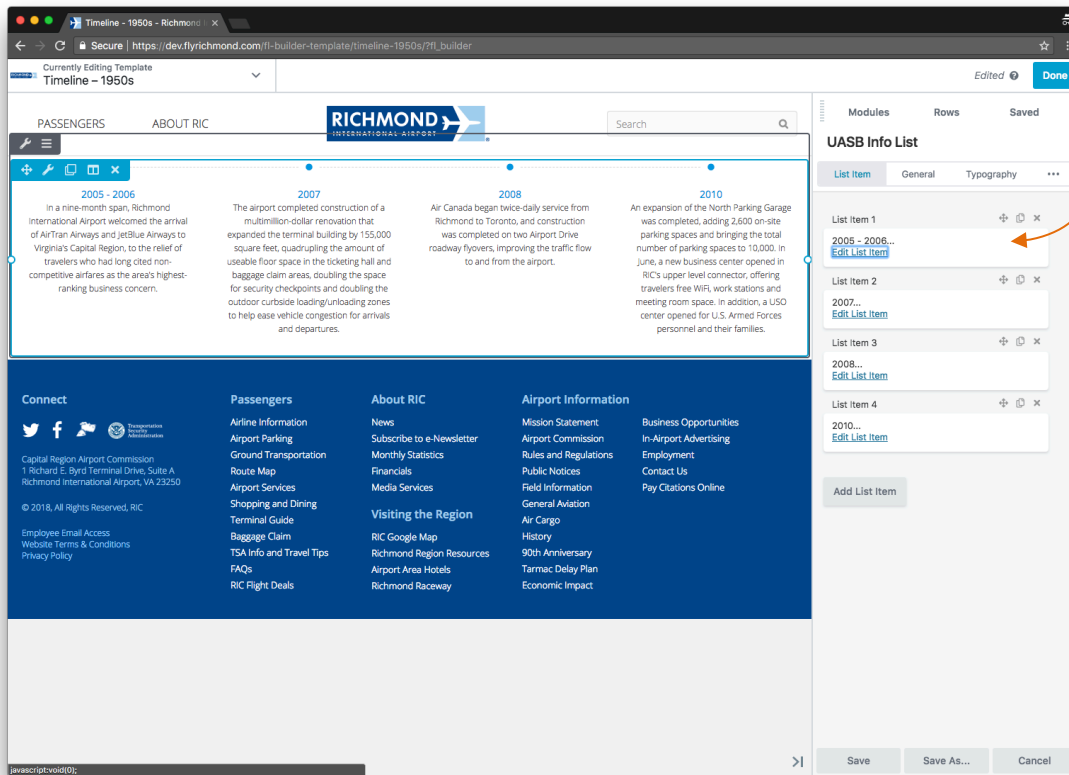 Timeline - 1950s - Richmond I
Secure | https://dev.flyrichmond.com/fl-builder-template/timeline-1950s/?fl_builder
Currently Editing Template
Timeline – 1950s
Edited
Done
PASSENGERS ABOUT RIC
RICHMOND
INTERNATIONAL AIRPORT
Search
2005 - 2006
In a nine-month span, Richmond
International Airport welcomed the arrival
of AirTran Airways and JetBlue Airways to
Virginia's Capital Region, to the relief of
travelers who had long cited non-
competitive airfares as the area's highest-
ranking business concern.
2007
The airport completed construction of a
multimillion-dollar renovation that
expanded the terminal building by 155,000
square feet, quadrupling the amount of
useable floor space in the ticketing hall and
baggage claim areas, doubling the space
for security checkpoints and doubling the
outdoor curbside loading/unloading zones
to help ease vehicle congestion for arrivals
and departures.
2008
Air Canada began twice-daily service from
Richmond to Toronto, and construction
was completed on two Airport Drive
roadway flyovers, improving the traffic flow
to and from the airport.
2010
An expansion of the North Parking Garage
was completed, adding 2,600 on-site
parking spaces and bringing the total
number of parking spaces to 10,000. In
June, a new business center opened in
RIC's upper level connector, offering
travelers free WiFi, work stations and
meeting room space. In addition, a USO
center opened for U.S. Armed Forces
personnel and their families.
Connect
Transportation
Security
Administration
Capital Region Airport Commission
1 Richard E. Byrd Terminal Drive, Suite A
Richmond International Airport, VA 23250
© 2018, All Rights Reserved, RIC
Employee Email Access
Website Terms & Conditions
Privacy Policy
Passengers
Airline Information
Airport Parking
Ground Transportation
Route Map
Airport Services
Shopping and Dining
Terminal Guide
Baggage Claim
TSA Info and Travel Tips
FAQs
RIC Flight Deals
About RIC
News
Subscribe to e-Newsletter
Monthly Statistics
Financials
Media Services
Visiting the Region
RIC Google Map
Richmond Region Resources
Airport Area Hotels
Richmond Raceway
Airport Information
Mission Statement
Airport Commission
Rules and Regulations
Public Notices
Field Information
General Aviation
Air Cargo
History
90th Anniversary
Tarmac Delay Plan
Economic Impact
Business Opportunities
In-Airport Advertising
Employment
Contact Us
Pay Citations Online
javascript:void(0);
Modules Rows Saved
UASB Info List
List Item General Typography
List Item 1
2005 - 2006...
Edit List Item
List Item 2
2007...
Edit List Item
List Item 3
2008...
Edit List Item
List Item 4
2010...
Edit List Item
Add List Item
Save Save As... Cancel